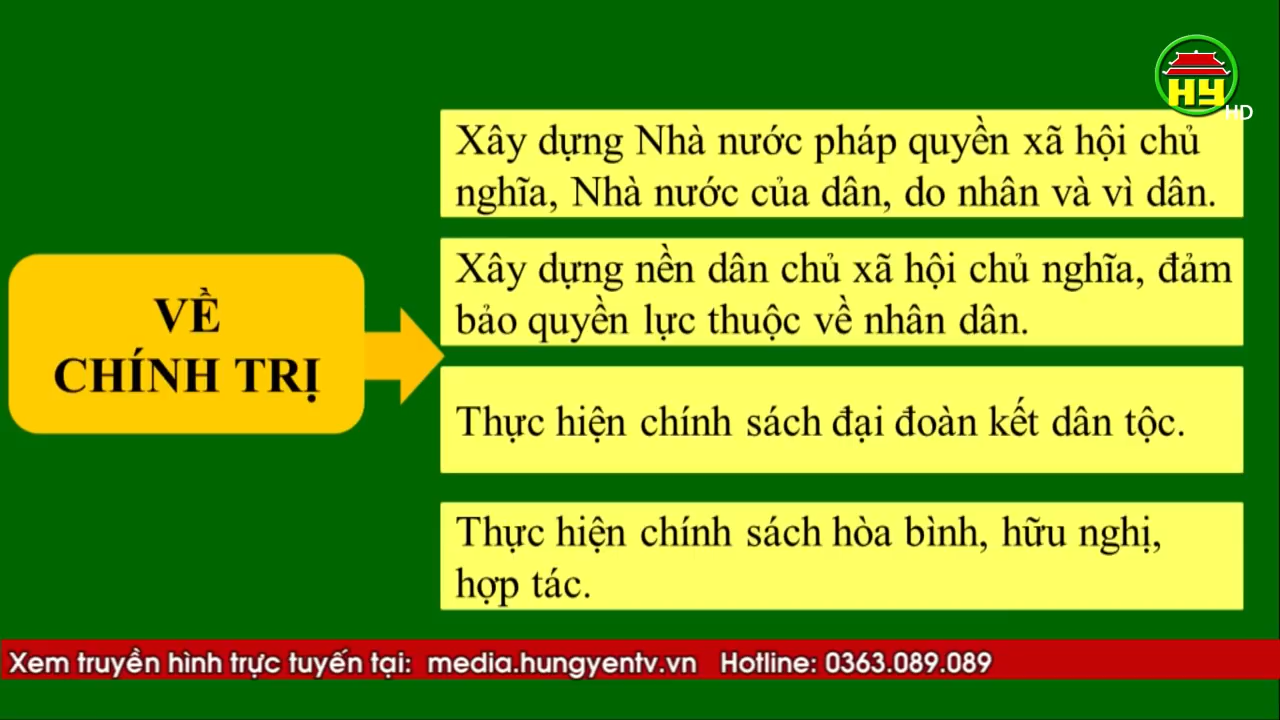 HY
HD
Xây dựng Nhà nước pháp quyền xã hội chủ
nghĩa, Nhà nước của dân, do nhân và vì dân.
Xây dựng nền dân chủ xã hội chủ nghĩa, đảm
bảo quyền lực thuộc về nhân dân.
VỀ
CHÍNH TRỊ
Thực hiện chính sách đại đoàn kết dân tộc.
Thực hiện chính sách hòa bình, hữu nghị,
hợp tác.
Xem truyền hình trực tuyến tại: media.hungyentv.vn Hotline: 0363.089.089